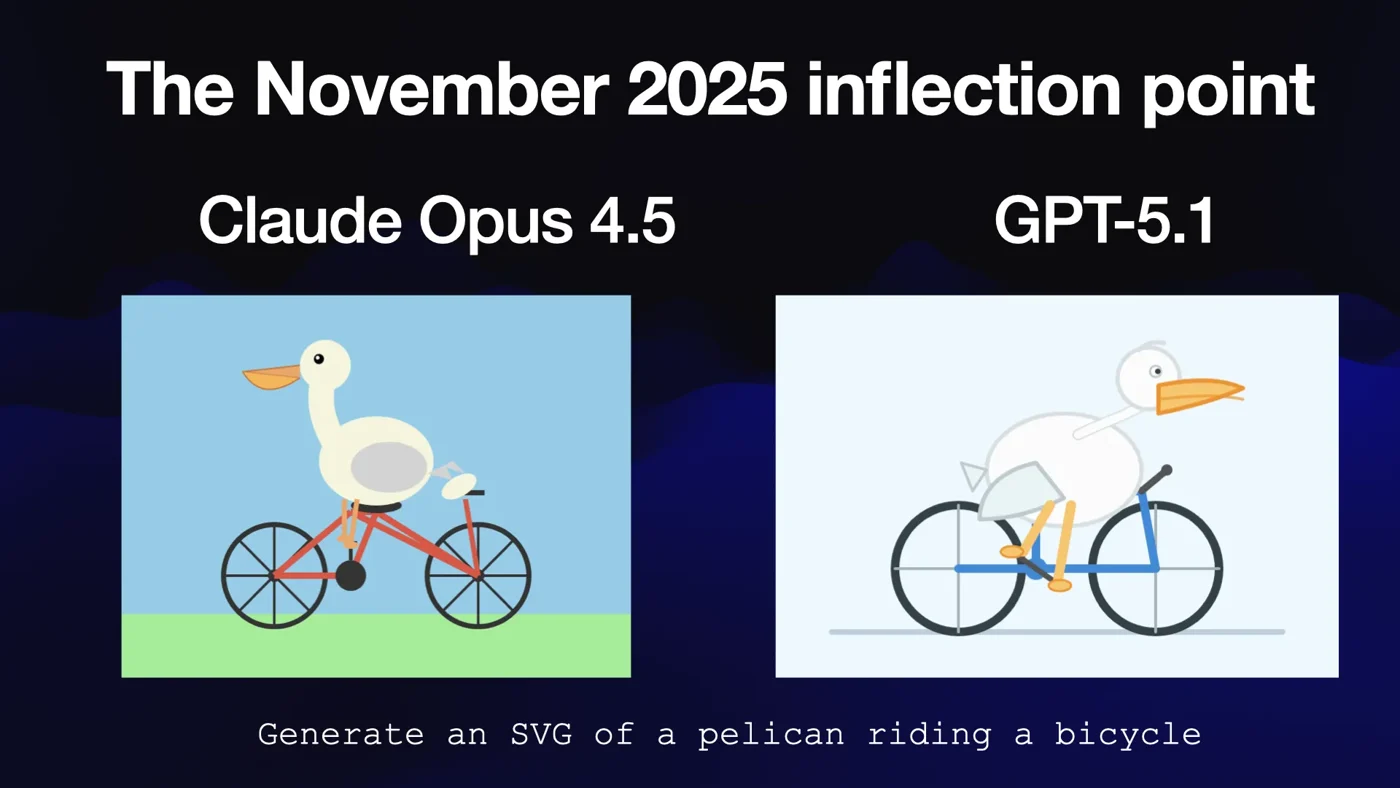 The November 2025 inflection point
Claude Opus 4.5
GPT-5.1
Generate an SVG of a pelican riding a bicycle